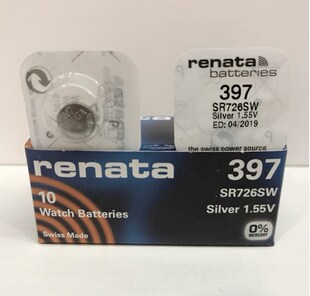 renata
batteries
397
SR726SW
Silver 1.55V
ED: 04/2019
the swiss power source
renata
397
10
SR726SW
Watch Batteries
Silver 1.55V
Swiss Made
0%
MERCURY